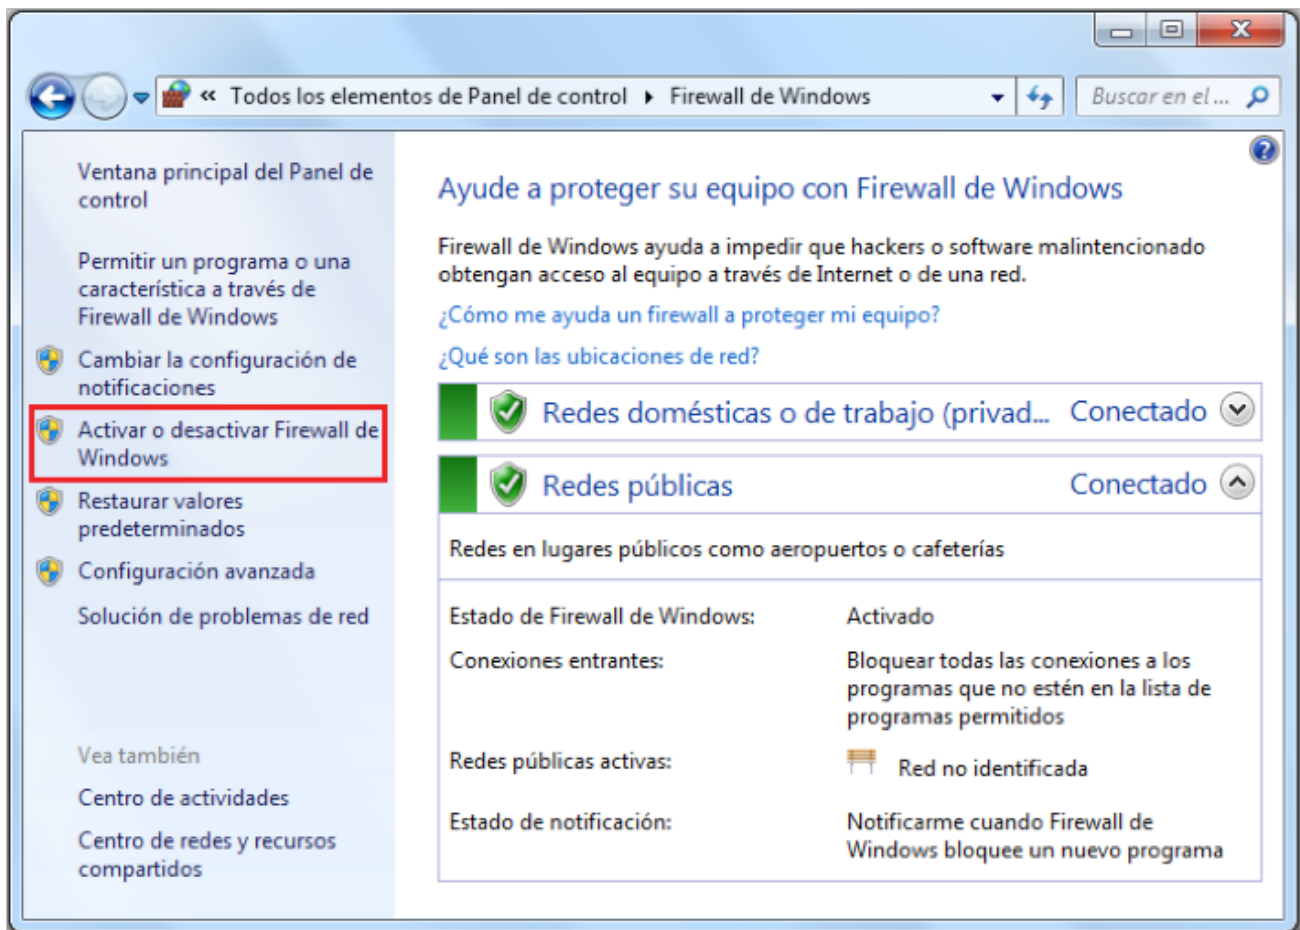 « Todos los elementos de Panel de control ▸ Firewall de Windows
Buscar en el ...
Ventana principal del Panel de
control
Permitir un programa o una
característica a través de
Firewall de Windows
Cambiar la configuración de
notificaciones
Activar o desactivar Firewall de
Windows
Restaurar valores
predeterminados
Configuración avanzada
Solución de problemas de red
Vea también
Centro de actividades
Centro de redes y recursos
compartidos
Ayude a proteger su equipo con Firewall de Windows
Firewall de Windows ayuda a impedir que hackers o software malintencionado
obtengan acceso al equipo a través de Internet o de una red.
¿Cómo me ayuda un firewall a proteger mi equipo?
¿Qué son las ubicaciones de red?
Redes domésticas o de trabajo (privad... Conectado
Redes públicas Conectado
Redes en lugares públicos como aeropuertos o cafeterías
Estado de Firewall de Windows: Activado
Conexiones entrantes: Bloquear todas las conexiones a los
programas que no estén en la lista de
programas permitidos
Redes públicas activas: Red no identificada
Estado de notificación: Notificarme cuando Firewall de
Windows bloquee un nuevo programa